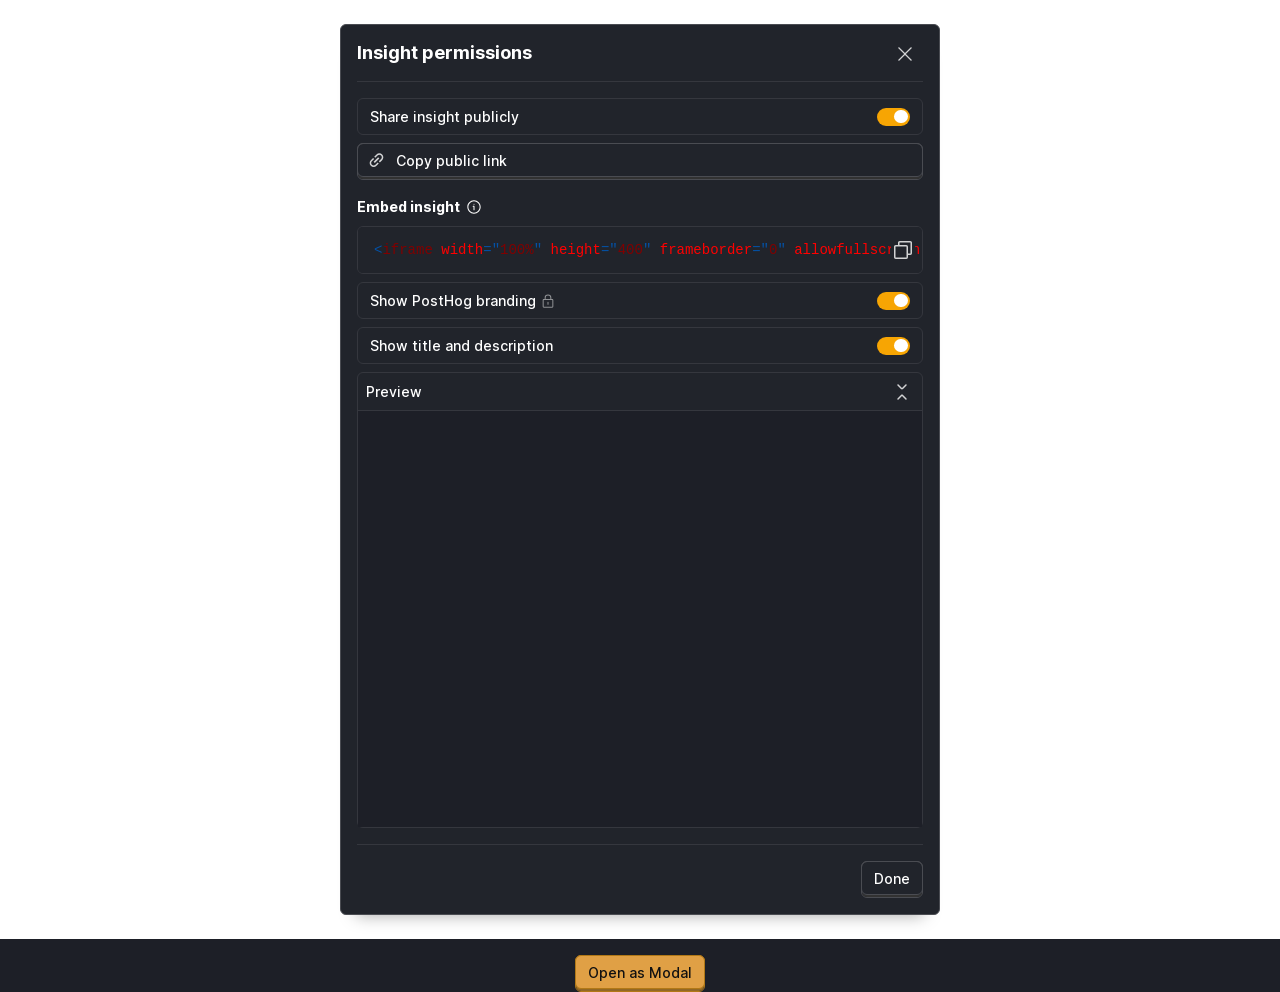 Insight permissions
Share insight publicly
Copy public link
Embed insight
<iframe width="100%" height="400" frameborder="0" allowfullscr
Show PostHog branding
Show title and description
Preview
Done
Open as Modal